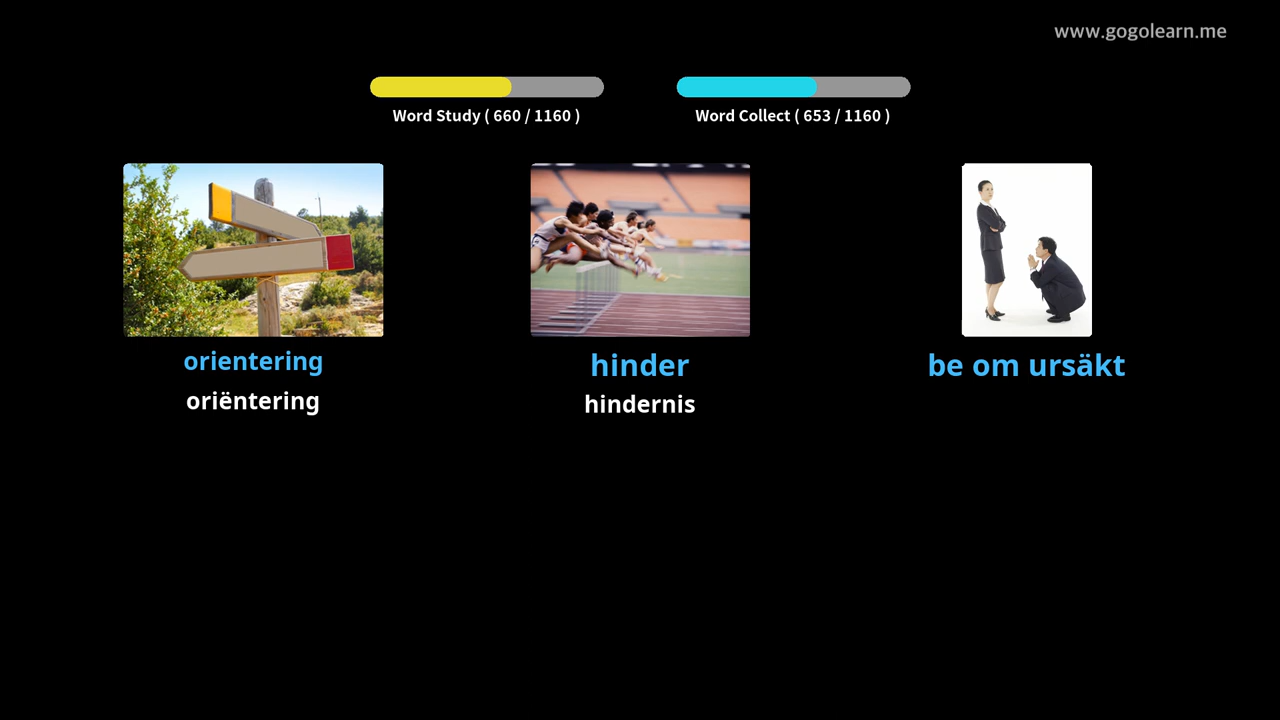 www.gogolearn.me
Word Study ( 660 / 1160 )
Word Collect ( 653 / 1160 )
orientering
oriëntering
hinder
hindernis
be om ursäkt